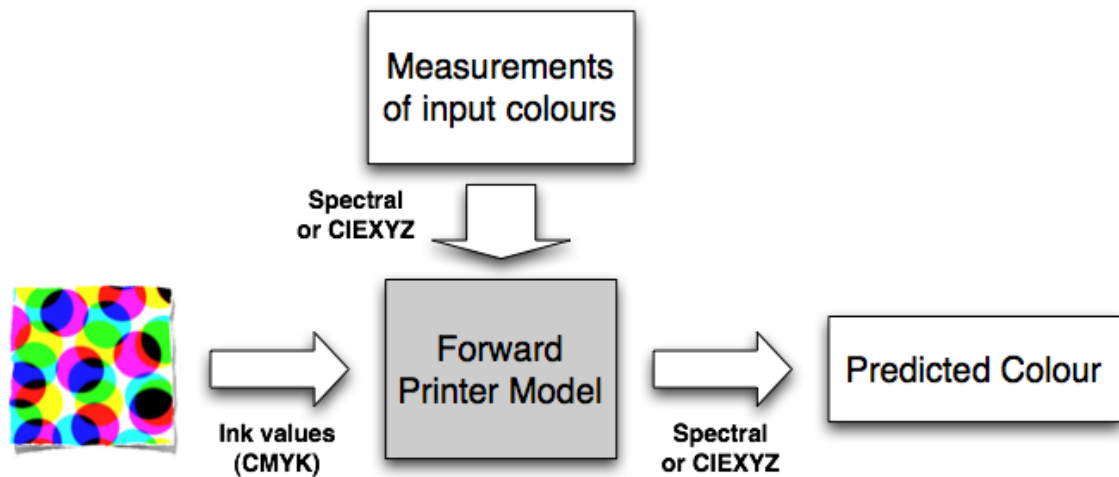 Measurements
of input colours
Spectral
or CIEXYZ
Forward
Printer Model
Predicted Colour
Ink values
(CMYK)
Spectral
or CIEXYZ